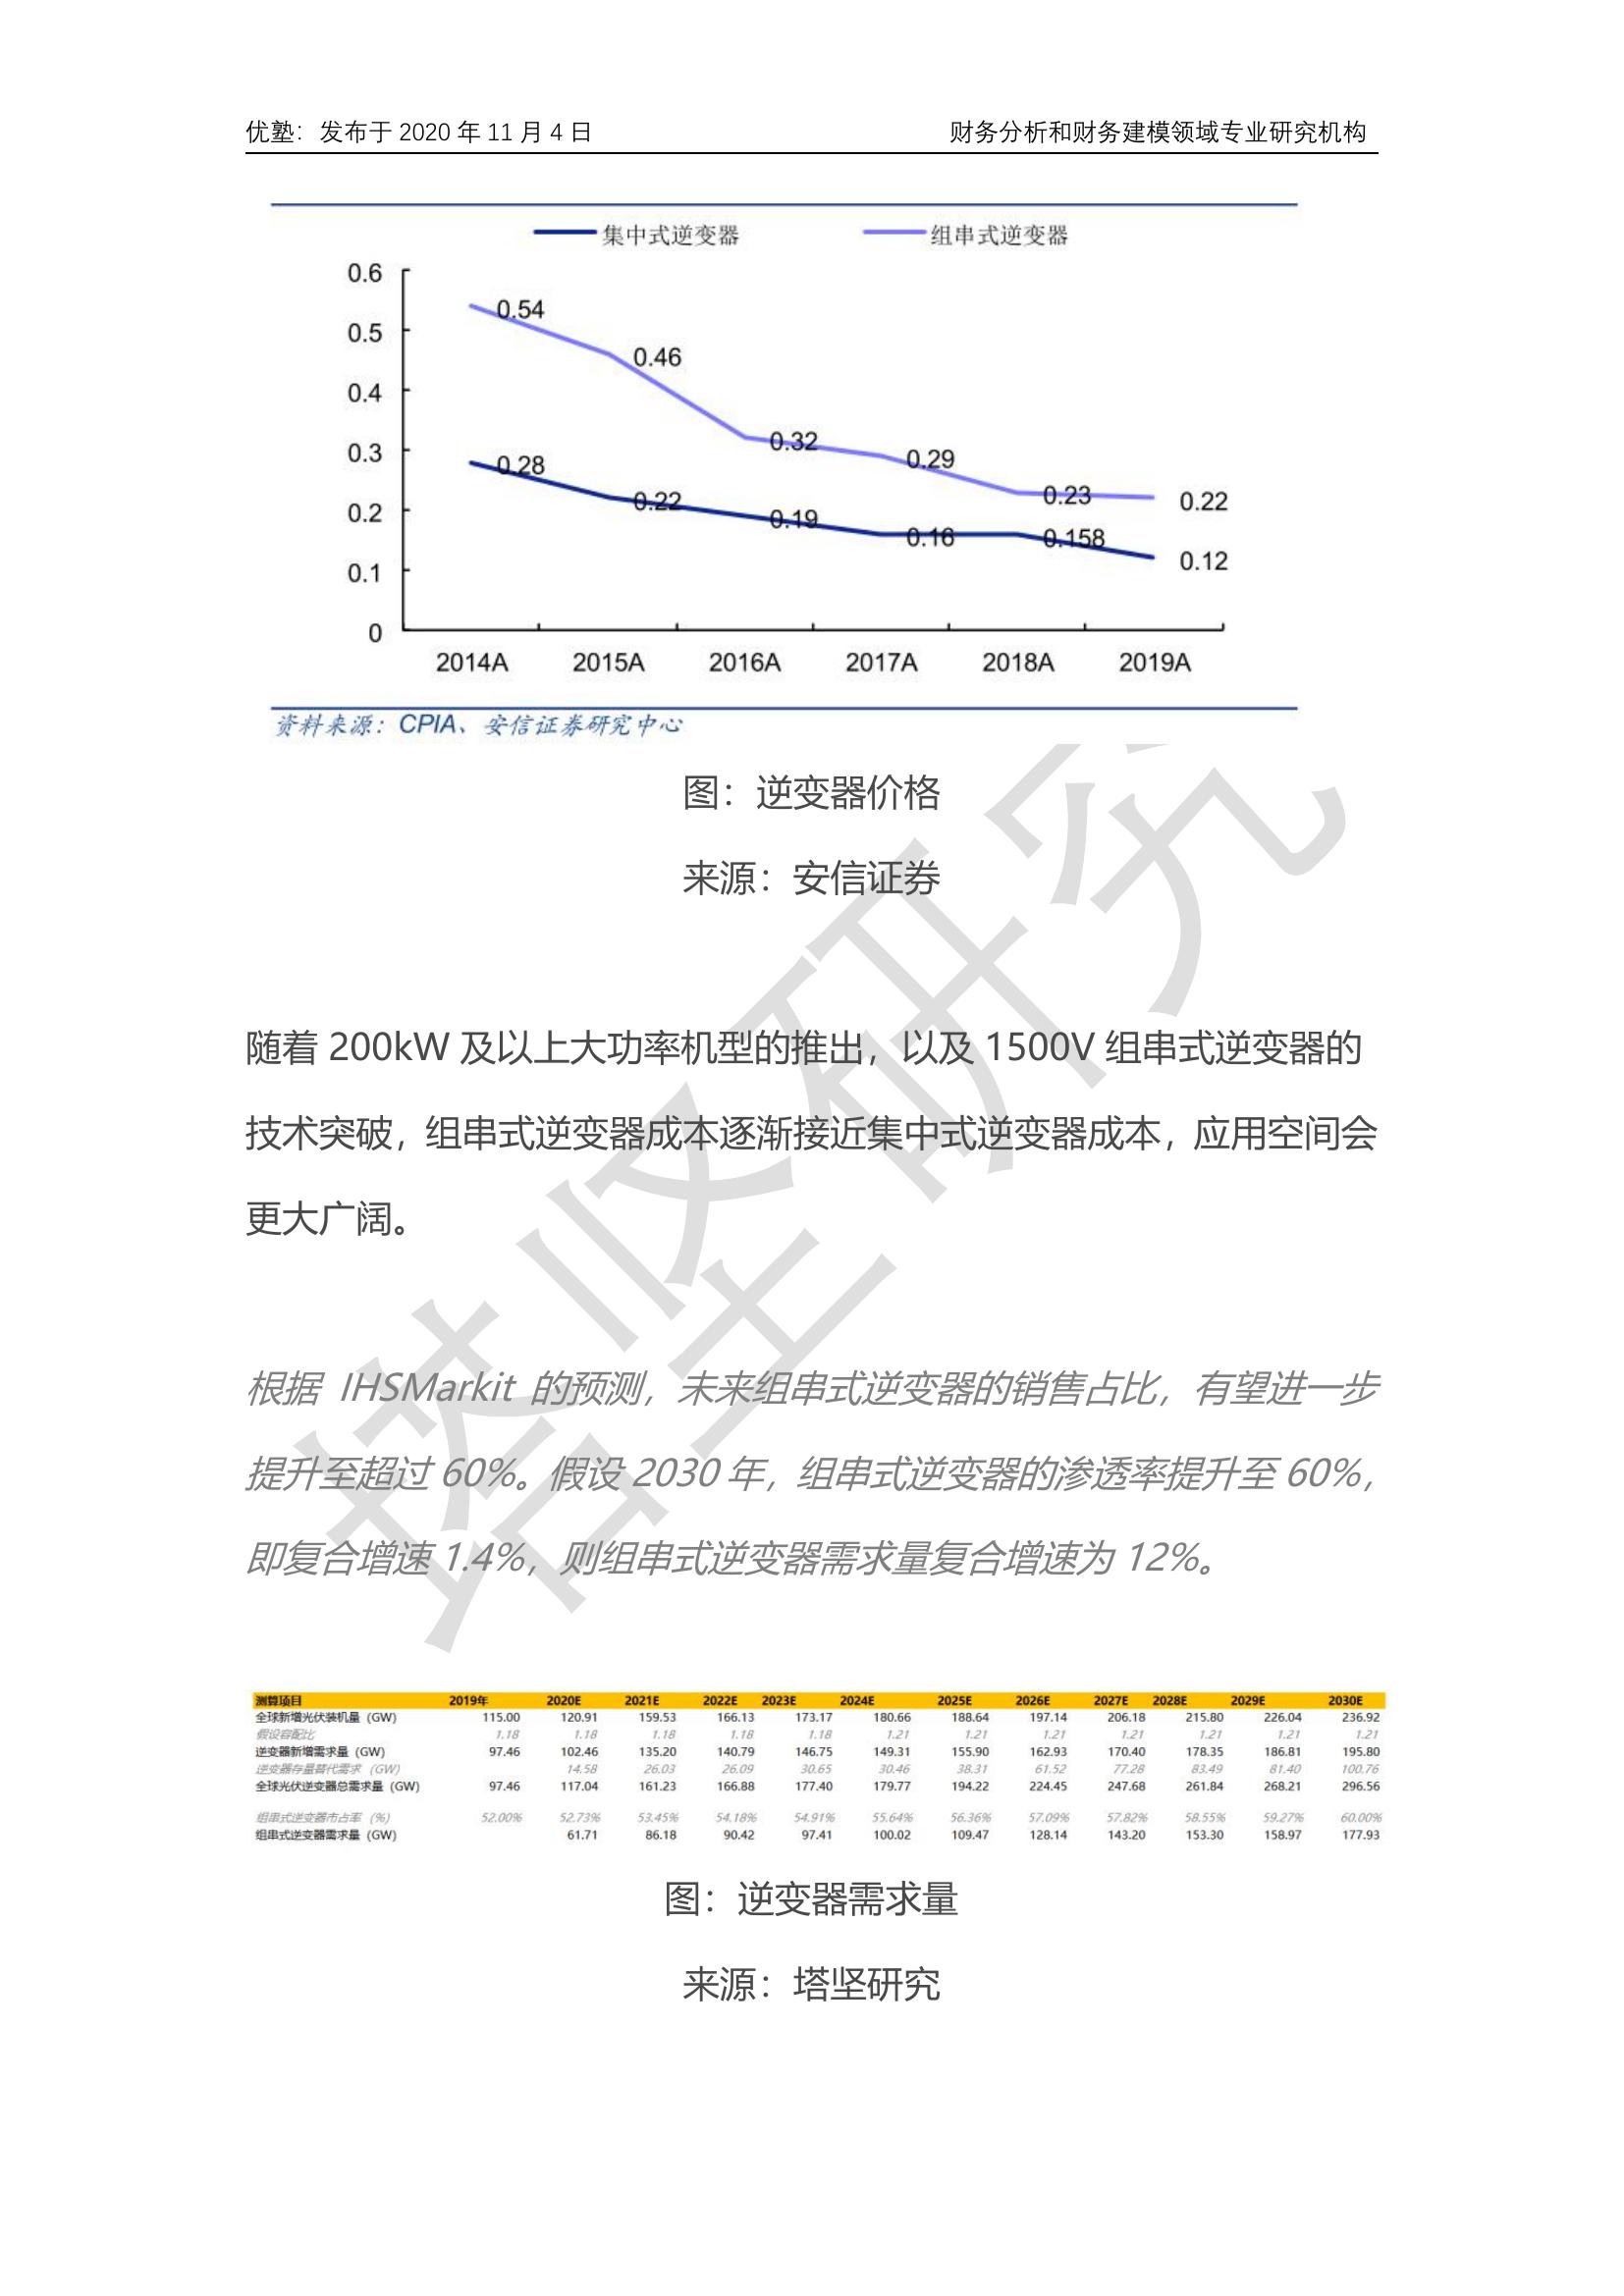 优塾：发布于 2020 年 11 月 4 日 财务分析和财务建模领域专业研究机构
集中式逆变器 组串式逆变器
0.6
0.5
0.4
0.3
0.2
0.1
0
0.54 0.46 0.32 0.29 0.23 0.22
0.28 0.22 0.19 0.16 0.158 0.12
2014A 2015A 2016A 2017A 2018A 2019A
资料来源：CPIA、安信证券研究中心
图：逆变器价格
来源：安信证券
随着 200kW 及以上大功率机型的推出，以及 1500V 组串式逆变器的
技术突破，组串式逆变器成本逐渐接近集中式逆变器成本，应用空间会
更大广阔。
根据 IHSMarkit 的预测，未来组串式逆变器的销售占比，有望进一步
提升至超过 60%。假设 2030 年，组串式逆变器的渗透率提升至 60%，
即复合增速 1.4%，则组串式逆变器需求量复合增速为 12%。
测算项目 2019年 2020E 2021E 2022E 2023E 2024E 2025E 2026E 2027E 2028E 2029E 2030E
全球新增光伏装机量（GW） 115.00 120.91 159.53 166.13 173.17 180.66 188.64 197.14 206.18 215.80 226.04 236.92
假设容配比 1.18 1.18 1.18 1.18 1.18 1.21 1.21 1.21 1.21 1.21 1.21 1.21
逆变器新增需求量（GW） 97.46 102.46 135.20 140.79 146.75 149.31 155.90 162.93 170.40 178.35 186.81 195.80
逆变器存量替代需求（GW） 14.58 26.03 26.09 30.65 30.46 38.31 61.52 77.28 83.49 81.40 100.76
全球光伏逆变器总需求量（GW） 97.46 117.04 161.23 166.88 177.40 179.77 194.22 224.45 247.68 261.84 268.21 296.56
组串式逆变器市占率（%） 52.00% 52.73% 53.45% 54.18% 54.91% 55.64% 56.36% 57.09% 57.82% 58.55% 59.27% 60.00%
组串式逆变器需求量（GW） 61.71 86.18 90.42 97.41 100.02 109.47 128.14 143.20 153.30 158.97 177.93
图：逆变器需求量
来源：塔坚研究
塔坚研究